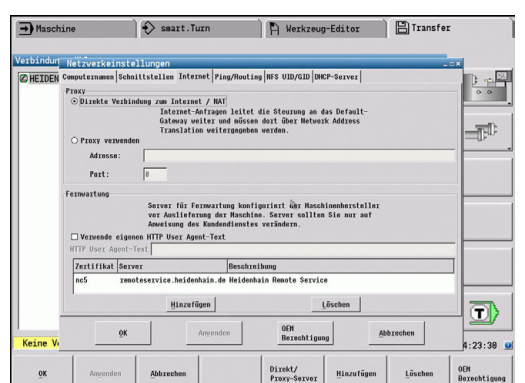 Maschine
smart.Turn
Werkzeug-Editor
Transfer
Verbindun
Netzwerkeinstellungen
HEIDEN
Computernamen Schnittstellen Internet Ping/Routing NFS UID/GID DHCP-Server
Proxy
Direkte Verbindung zum Internet / NAT
Internet-Anfragen leitet die Steurung an das Default-
Gateway weiter und müssen dort über Network Address
Translation weitergegeben werden.
Proxy verwenden
Adresse:
Port: 0
Fernwartung
Server für Fernwartung konfiguriert der Maschinenhersteller
vor Auslieferung der Maschine. Server sollten Sie nur auf
Anweisung des Kundendienstes verändern.
Verwende eigenen HTTP User Agent-Text
HTTP User Agent-Text
Zertifikat Server Beschreibung
nc5 remoteservice.heidenhain.de Heidenhain Remote Service
Hinzufügen Löschen
OK Anwenden OEM Berechtigung Abbrechen
Keine V
4:23:30
OK Anwenden Abbrechen Direkt/ Proxy-Server Hinzufügen Löschen OEM Berechtigung